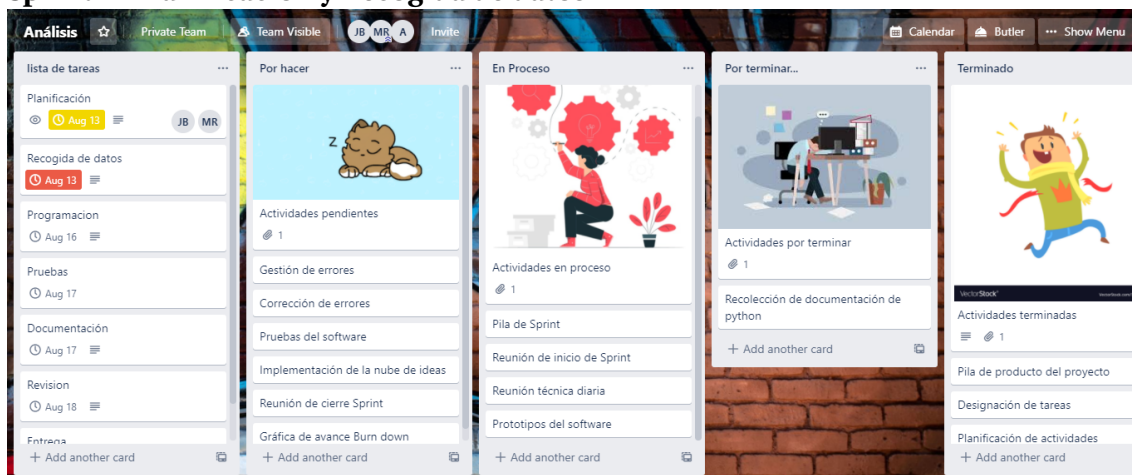 Análisis
Private Team
Team Visible
JB MR A
Invite
Calendar
Butler
Show Menu
lista de tareas
Planificación
Aug 13
JB MR
Recogida de datos
Aug 13
Programacion
Aug 16
Pruebas
Aug 17
Documentación
Aug 17
Revision
Aug 18
Entrega
+ Add another card
Por hacer
z
Actividades pendientes
1
Gestión de errores
Corrección de errores
Pruebas del software
Implementación de la nube de ideas
Reunión de cierre Sprint
Gráfica de avance Burn down
+ Add another card
En Proceso
Actividades en proceso
1
Pila de Sprint
Reunión de inicio de Sprint
Reunión técnica diaria
Prototipos del software
+ Add another card
Por terminar...
Actividades por terminar
1
Recolección de documentación de
python
+ Add another card
Terminado
VectorStock
Actividades terminadas
1
Pila de producto del proyecto
Designación de tareas
Planificación de actividades
+ Add another card